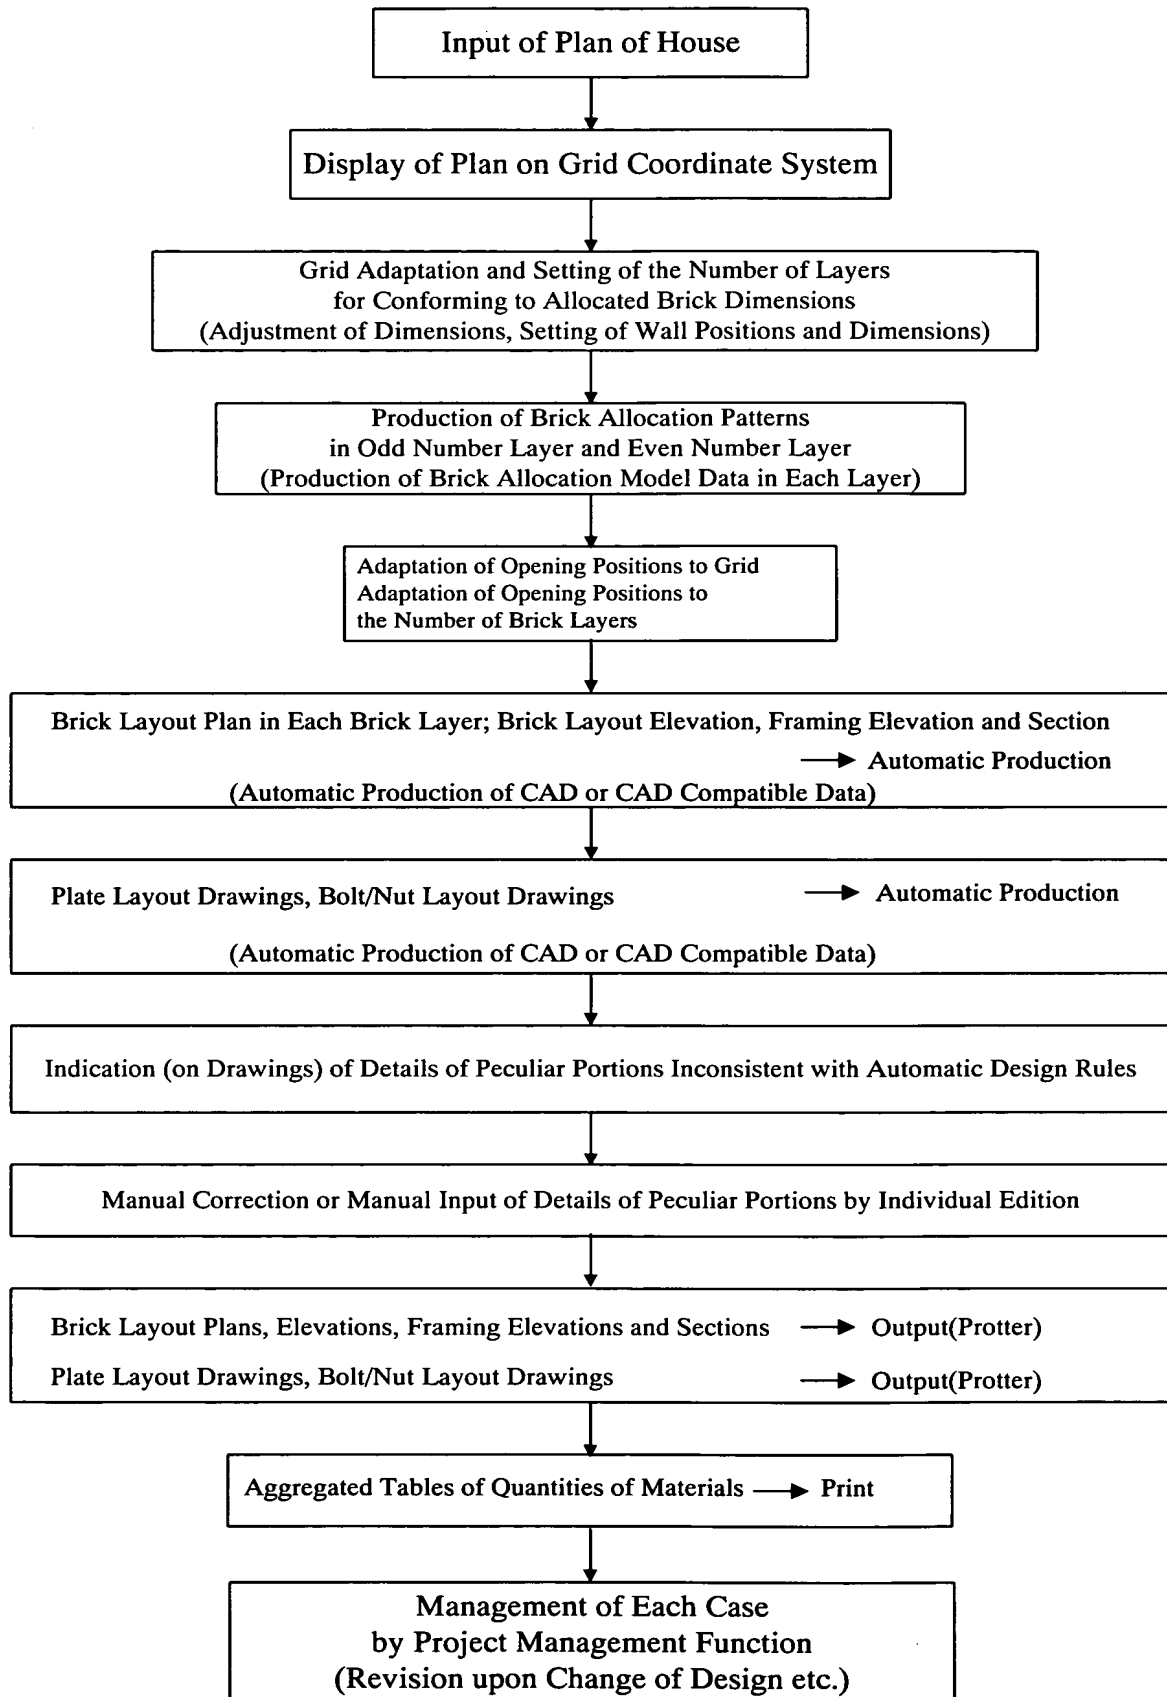 Input of Plan of House
Display of Plan on Grid Coordinate System
Grid Adaptation and Setting of the Number of Layers
for Conforming to Allocated Brick Dimensions
(Adjustment of Dimensions, Setting of Wall Positions and Dimensions)
Production of Brick Allocation Patterns
in Odd Number Layer and Even Number Layer
(Production of Brick Allocation Model Data in Each Layer)
Adaptation of Opening Positions to Grid
Adaptation of Opening Positions to
the Number of Brick Layers
Brick Layout Plan in Each Brick Layer; Brick Layout Elevation, Framing Elevation and Section
→ Automatic Production
(Automatic Production of CAD or CAD Compatible Data)
Plate Layout Drawings, Bolt/Nut Layout Drawings → Automatic Production
(Automatic Production of CAD or CAD Compatible Data)
Indication (on Drawings) of Details of Peculiar Portions Inconsistent with Automatic Design Rules
Manual Correction or Manual Input of Details of Peculiar Portions by Individual Edition
Brick Layout Plans, Elevations, Framing Elevations and Sections → Output(Protter)
Plate Layout Drawings, Bolt/Nut Layout Drawings → Output(Protter)
Aggregated Tables of Quantities of Materials → Print
Management of Each Case
by Project Management Function
(Revision upon Change of Design etc.)